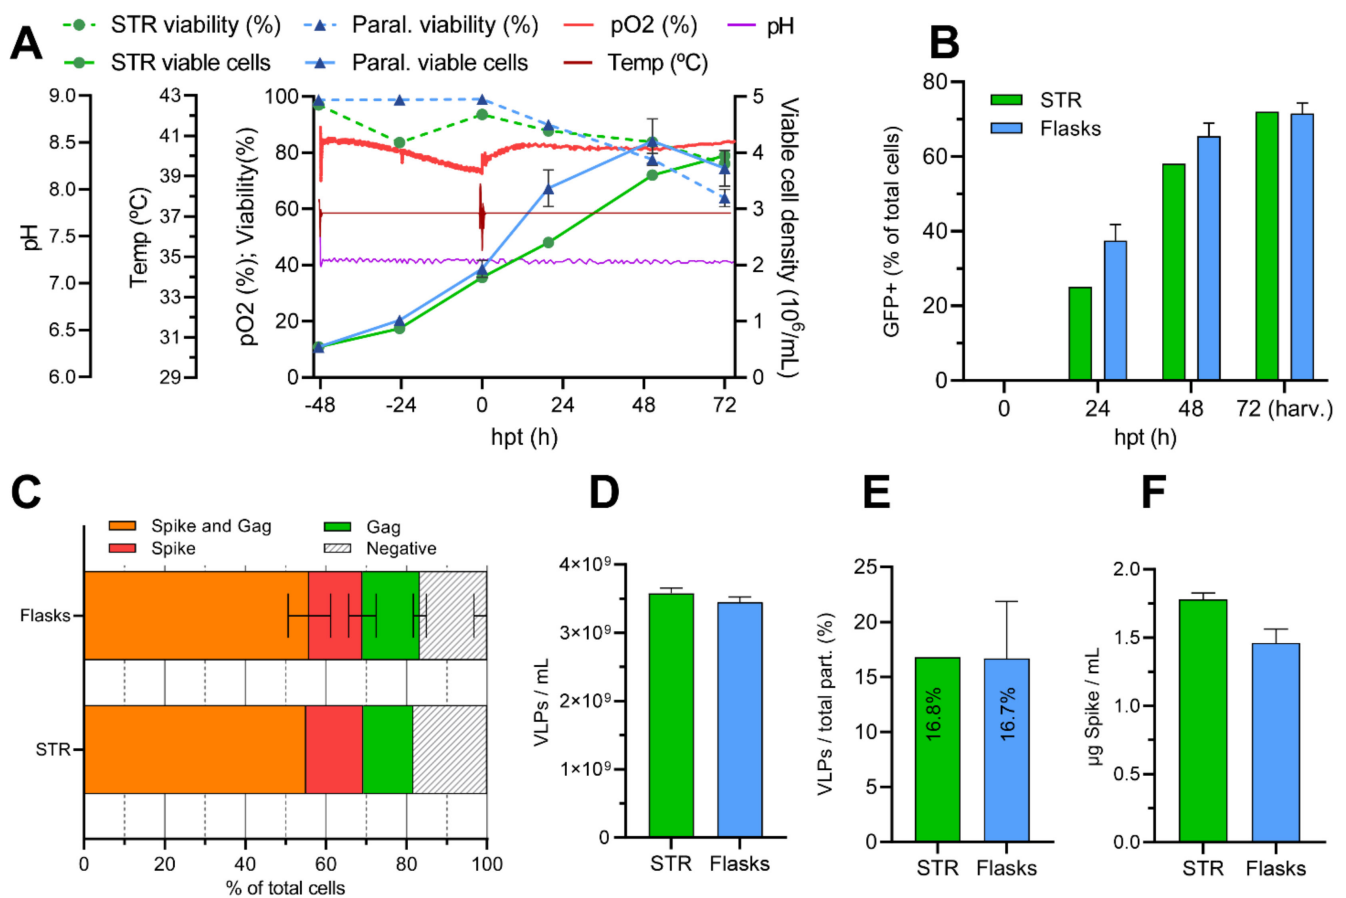 A
STR viability (%)
Paral. viability (%)
pO2 (%)
pH
STR viable cells
Paral. viable cells
Temp (ºC)
9.0
8.5
8.0
7.5
7.0
6.5
6.0
pH
43
41
39
37
35
33
31
29
Temp (ºC)
100
80
60
40
20
0
pO2 (%); Viability(%)
5
4
3
2
1
0
Viable cell density (10⁶/mL)
-48
-24
0
24
48
72
hpt (h)
B
STR
Flasks
80
60
40
20
0
GFP+ (% of total cells)
0
24
48
72 (harv.)
hpt (h)
C
Spike and Gag
Gag
Spike
Negative
Flasks
STR
0
20
40
60
80
100
% of total cells
D
4×10⁹
3×10⁹
2×10⁹
1×10⁹
0
VLPs / mL
STR
Flasks
E
25
20
15
10
5
0
VLPs / total part. (%)
16.8%
16.7%
STR
Flasks
F
2.0
1.5
1.0
0.5
0.0
µg Spike / mL
STR
Flasks